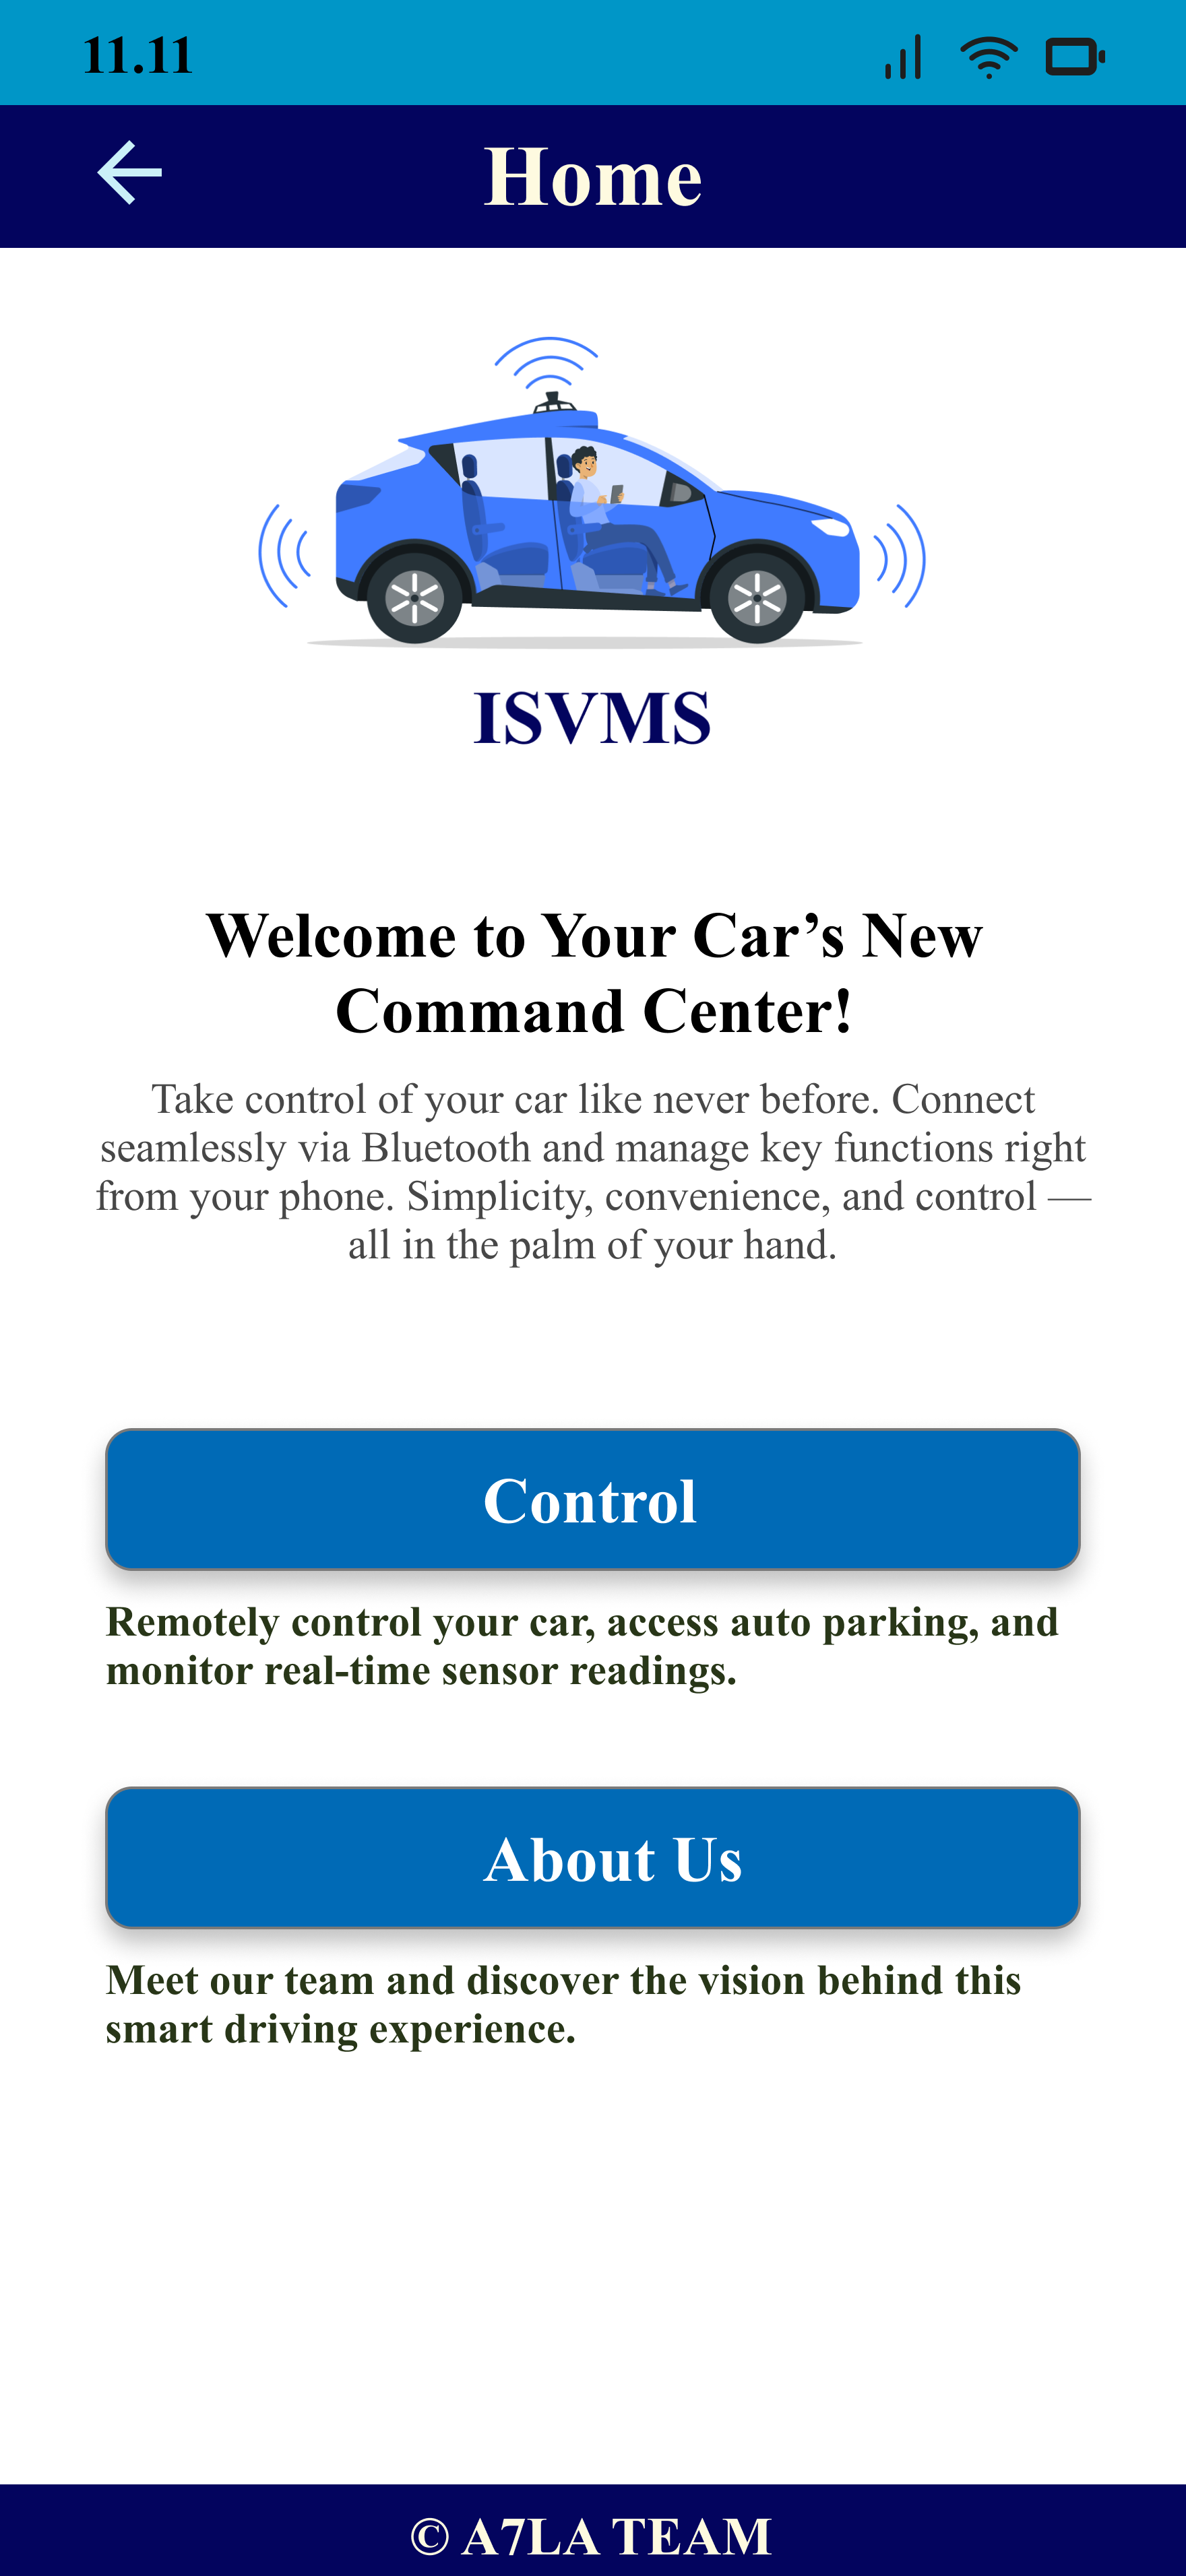 11.11
Home
ISVMS
Welcome to Your Car’s New
Command Center!
Take control of your car like never before. Connect
seamlessly via Bluetooth and manage key functions right
from your phone. Simplicity, convenience, and control —
all in the palm of your hand.
Control
Remotely control your car, access auto parking, and
monitor real-time sensor readings.
About Us
Meet our team and discover the vision behind this
smart driving experience.
© A7LA TEAM